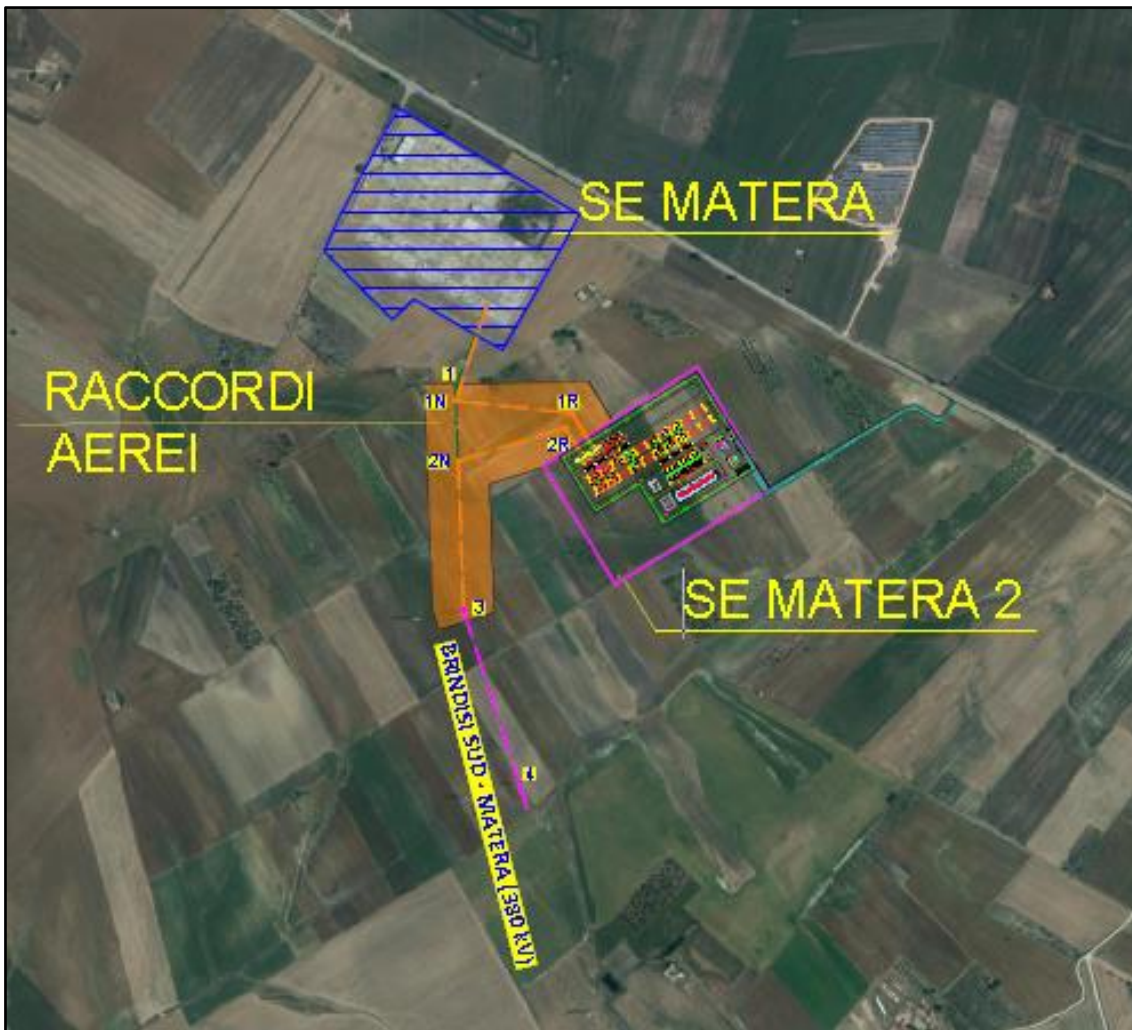 SE MATERA
RACCORDI
AEREI
1
1N
1R
2N
2R
SE MATERA 2
3
BRINDISI SUD - MATERA (380 kV)
4